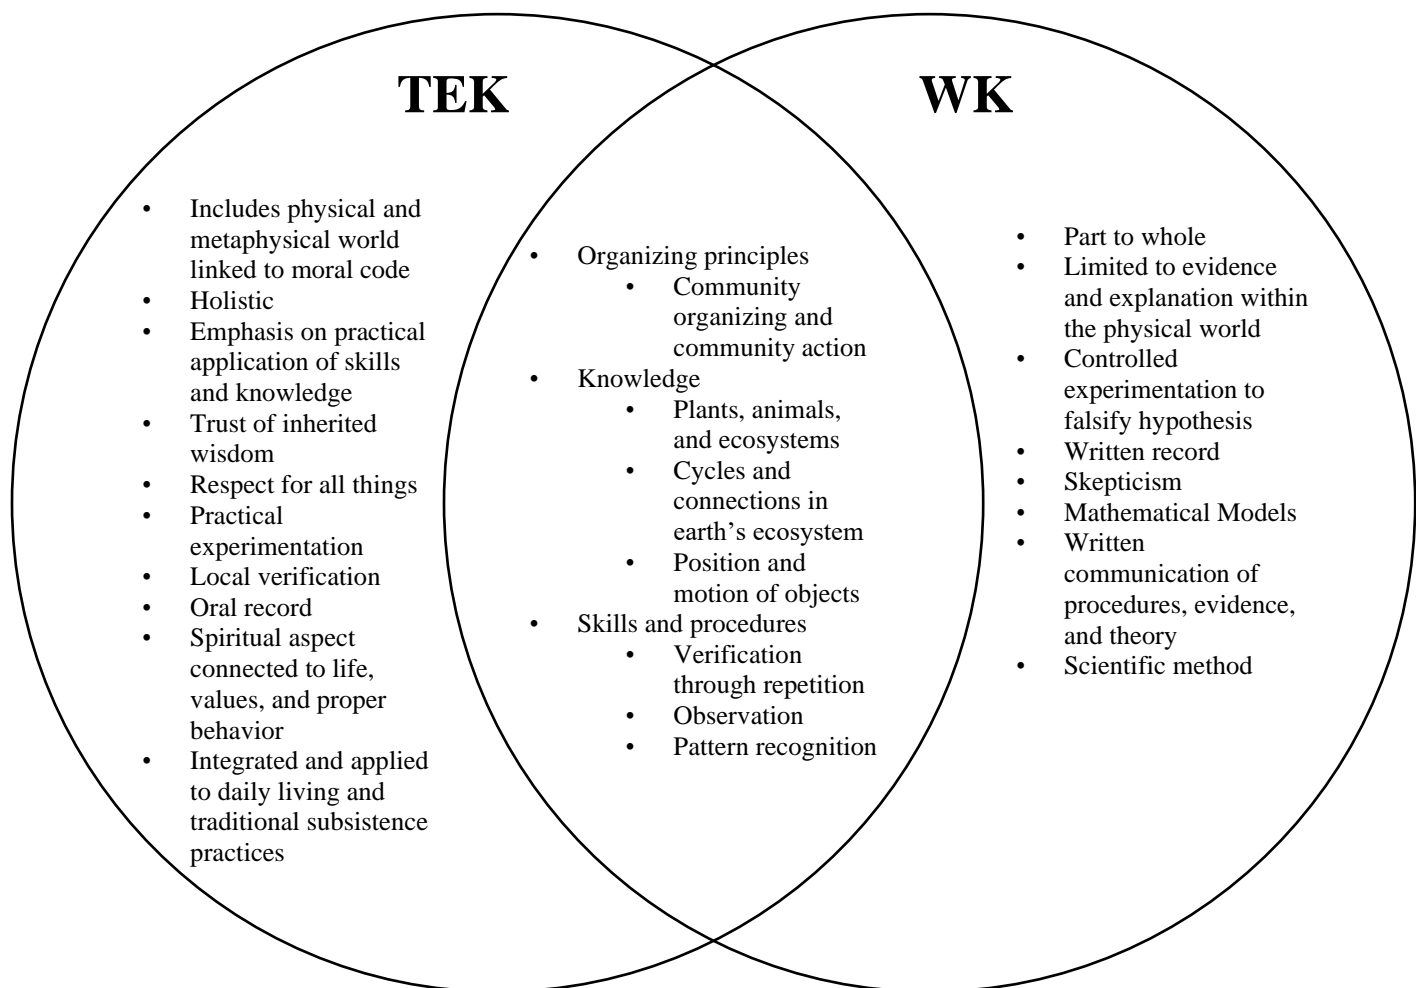 TEK
• Includes physical and
metaphysical world
linked to moral code
• Holistic
• Emphasis on practical
application of skills
and knowledge
• Trust of inherited
wisdom
• Respect for all things
• Practical
experimentation
• Local verification
• Oral record
• Spiritual aspect
connected to life,
values, and proper
behavior
• Integrated and applied
to daily living and
traditional subsistence
practices
• Organizing principles
• Community
organizing and
community action
• Knowledge
• Plants, animals,
and ecosystems
• Cycles and
connections in
earth’s ecosystem
• Position and
motion of objects
• Skills and procedures
• Verification
through repetition
• Observation
• Pattern recognition
WK
• Part to whole
• Limited to evidence
and explanation within
the physical world
• Controlled
experimentation to
falsify hypothesis
• Written record
• Skepticism
• Mathematical Models
• Written
communication of
procedures, evidence,
and theory
• Scientific method